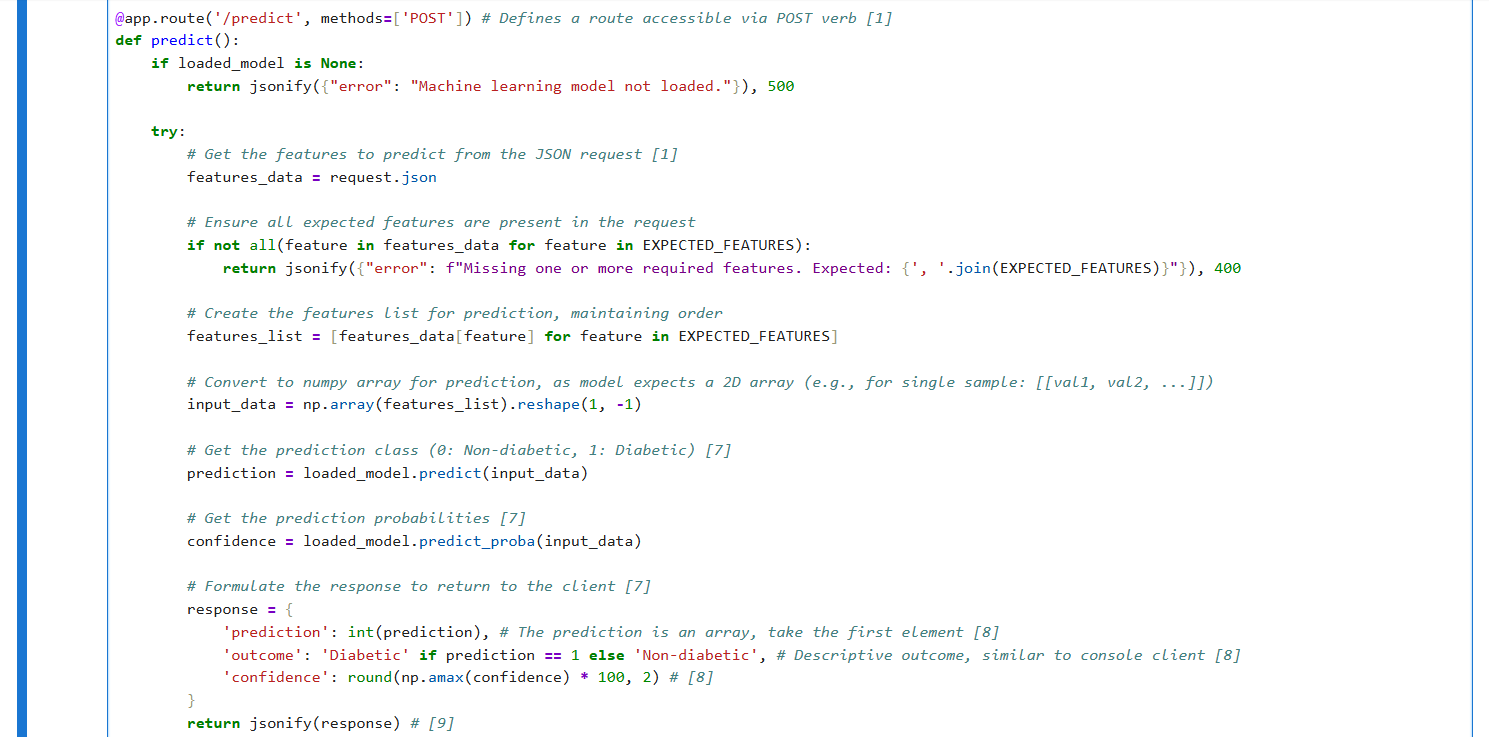 @app.route('/predict', methods=['POST']) # Defines a route accessible via POST verb [1]
def predict():
    if loaded_model is None:
        return jsonify({"error": "Machine learning model not loaded."}), 500

    try:
        # Get the features to predict from the JSON request [1]
        features_data = request.json

        # Ensure all expected features are present in the request
        if not all(feature in features_data for feature in EXPECTED_FEATURES):
            return jsonify({"error": f"Missing one or more required features. Expected: {', '.join(EXPECTED_FEATURES)}"}), 400

        # Create the features list for prediction, maintaining order
        features_list = [features_data[feature] for feature in EXPECTED_FEATURES]

        # Convert to numpy array for prediction, as model expects a 2D array (e.g., for single sample: [[val1, val2, ...]])
        input_data = np.array(features_list).reshape(1, -1)

        # Get the prediction class (0: Non-diabetic, 1: Diabetic) [7]
        prediction = loaded_model.predict(input_data)

        # Get the prediction probabilities [7]
        confidence = loaded_model.predict_proba(input_data)

        # Formulate the response to return to the client [7]
        response = {
            'prediction': int(prediction), # The prediction is an array, take the first element [8]
            'outcome': 'Diabetic' if prediction == 1 else 'Non-diabetic', # Descriptive outcome, similar to console client [8]
            'confidence': round(np.amax(confidence) * 100, 2) # [8]
        }
        return jsonify(response) # [9]